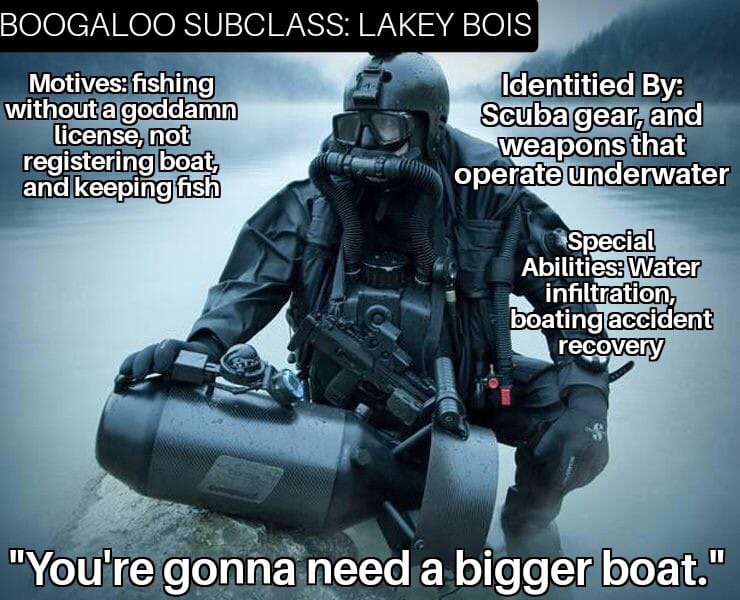 BOOGALOO SUBCLASS: LAKEY BOIS
Motives: fishing
without a goddamn
license, not
registering boat,
and keeping fish
Identitied By:
Scuba gear, and
weapons that
operate underwater
Special
Abilities: Water
infiltration,
boating accident
recovery
"You're gonna need a bigger boat."